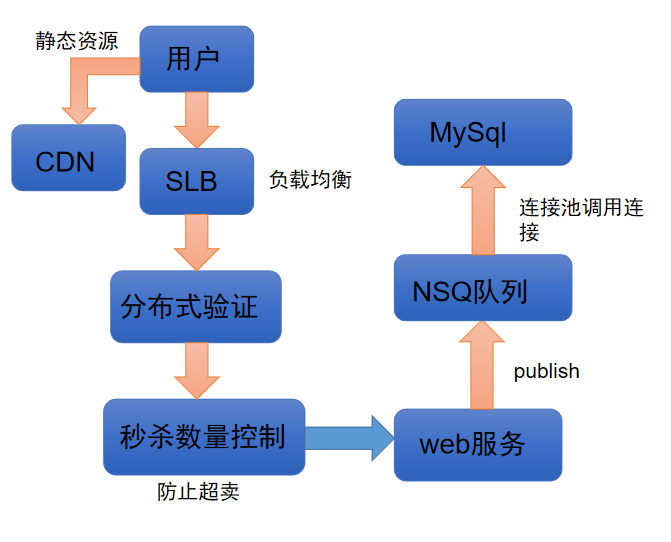 静态资源
用户
CDN
SLB
负载均衡
分布式验证
秒杀数量控制
防止超卖
web服务
publish
NSQ队列
连接池调用连
接
MySql